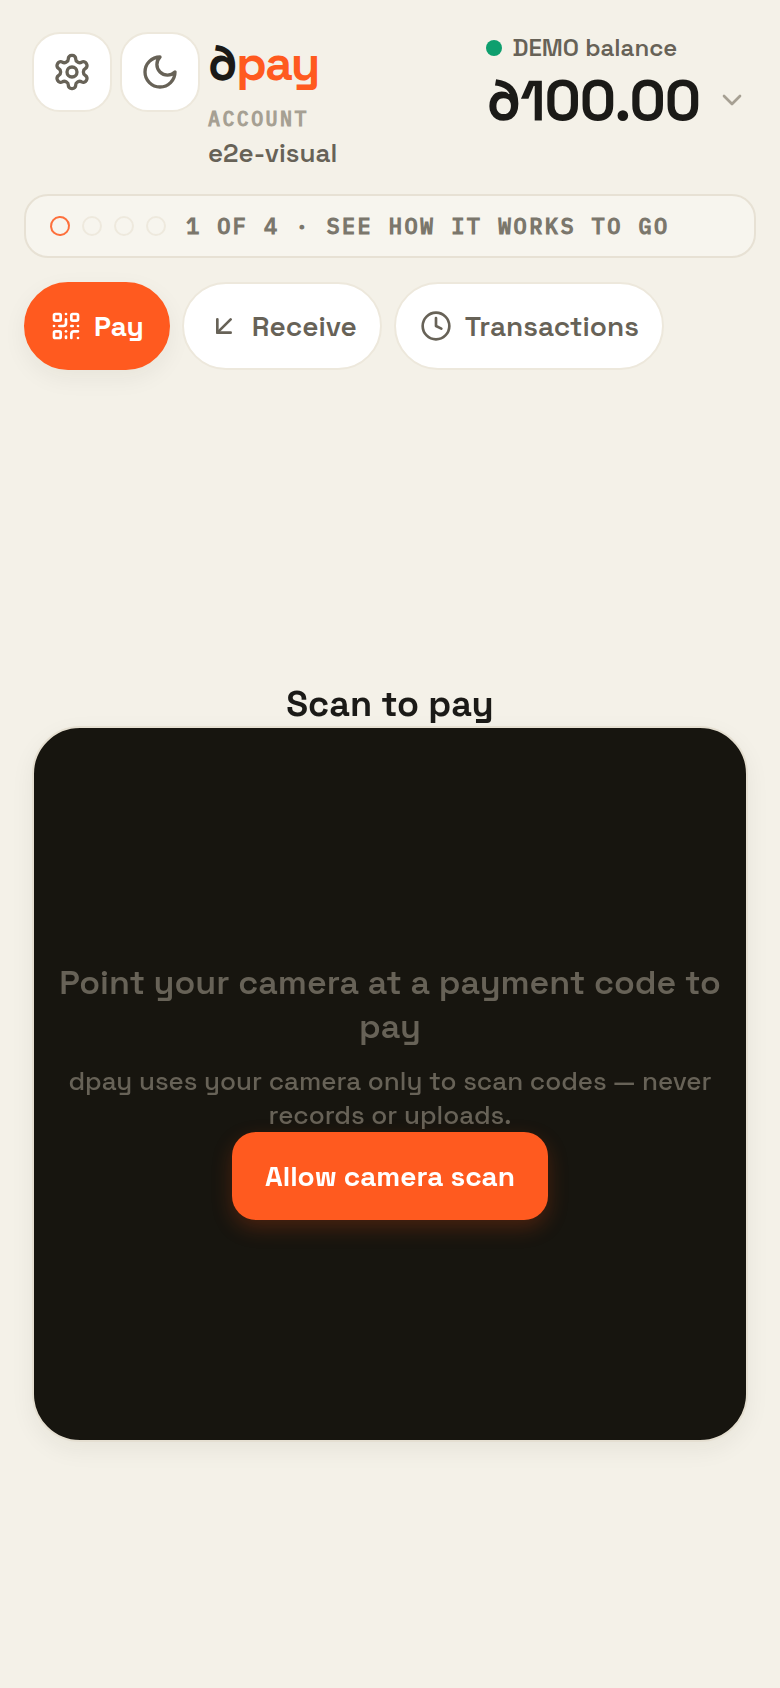 ∂pay
ACCOUNT
e2e-visual
DEMO balance
∂100.00
1 OF 4 · SEE HOW IT WORKS TO GO
Pay
Receive
Transactions
Scan to pay
Point your camera at a payment code to
pay
dpay uses your camera only to scan codes — never
records or uploads.
Allow camera scan